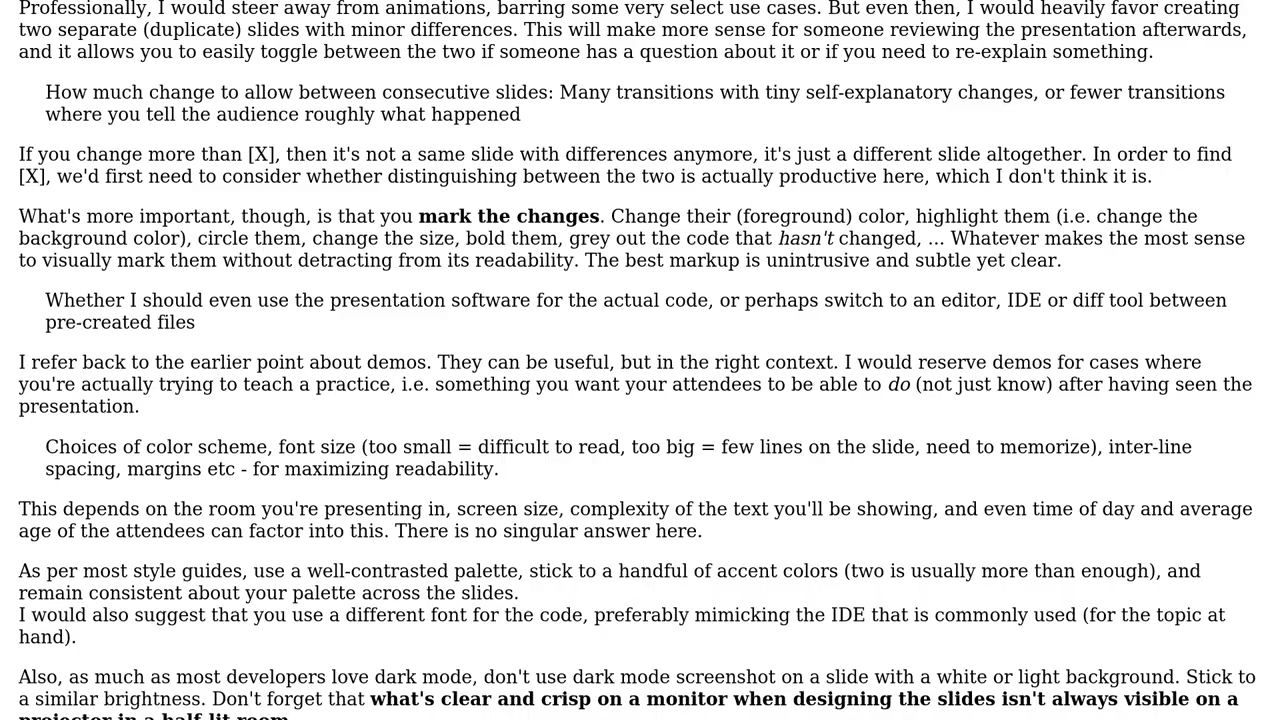 Professionally, I would steer away from animations, barring some very select use cases. But even then, I would heavily favor creating
two separate (duplicate) slides with minor differences. This will make more sense for someone reviewing the presentation afterwards,
and it allows you to easily toggle between the two if someone has a question about it or if you need to re-explain something.
How much change to allow between consecutive slides: Many transitions with tiny self-explanatory changes, or fewer transitions
where you tell the audience roughly what happened
If you change more than [X], then it's not a same slide with differences anymore, it's just a different slide altogether. In order to find
[X], we'd first need to consider whether distinguishing between the two is actually productive here, which I don't think it is.
What's more important, though, is that you mark the changes. Change their (foreground) color, highlight them (i.e. change the
background color), circle them, change the size, bold them, grey out the code that hasn't changed, ... Whatever makes the most sense
to visually mark them without detracting from its readability. The best markup is unintrusive and subtle yet clear.
Whether I should even use the presentation software for the actual code, or perhaps switch to an editor, IDE or diff tool between
pre-created files
I refer back to the earlier point about demos. They can be useful, but in the right context. I would reserve demos for cases where
you're actually trying to teach a practice, i.e. something you want your attendees to be able to do (not just know) after having seen the
presentation.
Choices of color scheme, font size (too small = difficult to read, too big = few lines on the slide, need to memorize), inter-line
spacing, margins etc - for maximizing readability.
This depends on the room you're presenting in, screen size, complexity of the text you'll be showing, and even time of day and average
age of the attendees can factor into this. There is no singular answer here.
As per most style guides, use a well-contrasted palette, stick to a handful of accent colors (two is usually more than enough), and
remain consistent about your palette across the slides.
I would also suggest that you use a different font for the code, preferably mimicking the IDE that is commonly used (for the topic at
hand).
Also, as much as most developers love dark mode, don't use dark mode screenshot on a slide with a white or light background. Stick to
a similar brightness. Don't forget that what's clear and crisp on a monitor when designing the slides isn't always visible on a
projector in a half-lit room